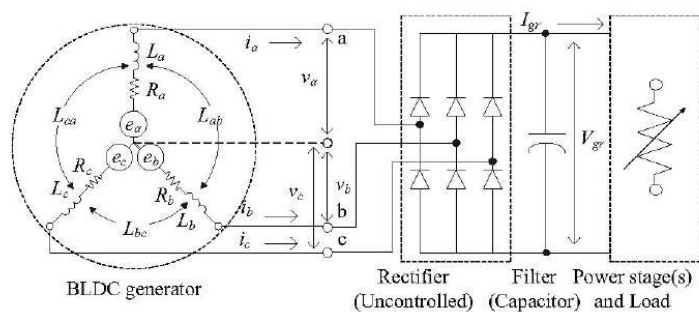 L_a
R_a
e_a
L_ca
L_ab
e_c
e_b
R_c
R_b
L_c
L_b
L_bc
i_a
a
v_a
v_c
v_b
i_b
b
i_c
c
I_gr
V_gr
BLDC generator
Rectifier
(Uncontrolled)
Filter
(Capacitor)
Power stage(s)
and Load